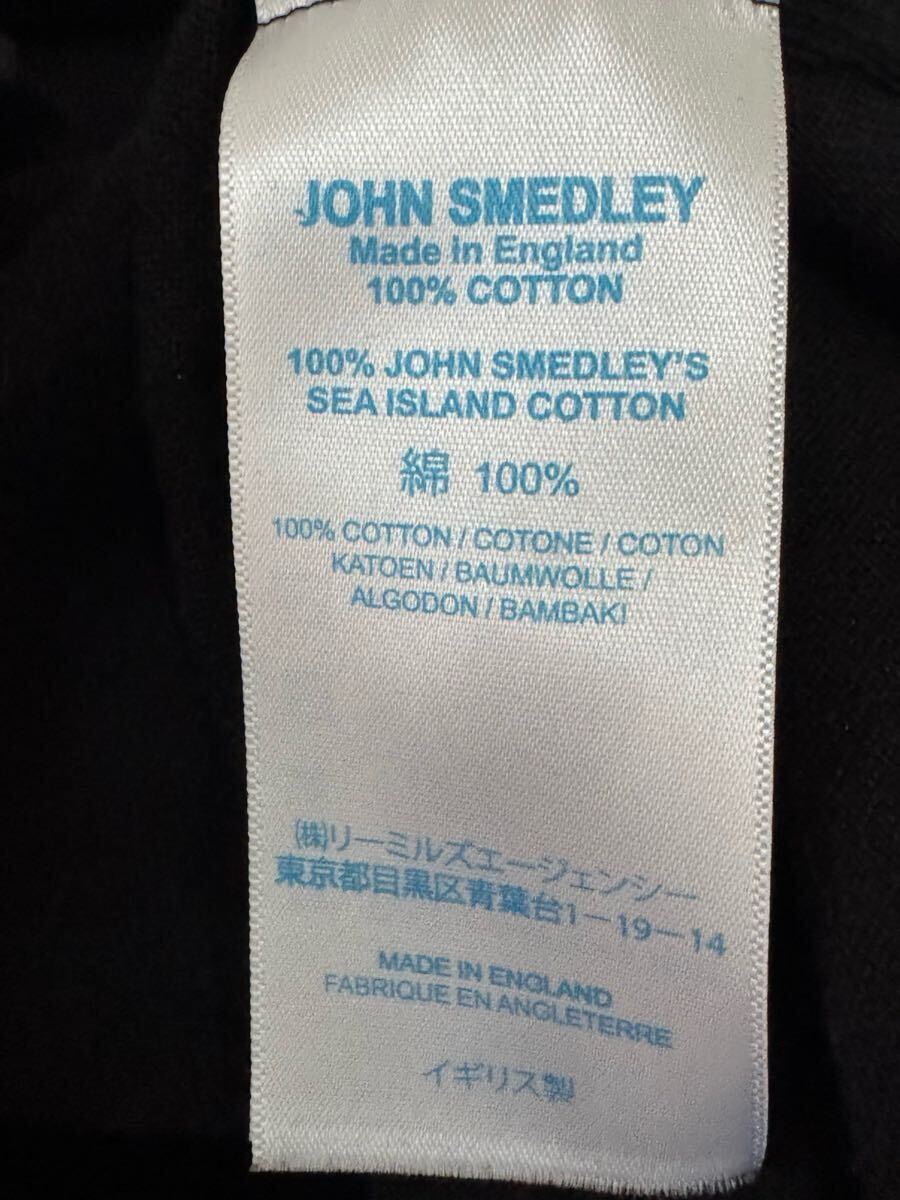 JOHN SMEDLEY
Made in England
100% COTTON
100% JOHN SMEDLEY'S
SEA ISLAND COTTON
綿 100%
100% COTTON / COTONE / COTON
KATOEN / BAUMWOLLE /
ALGODON / BAMBAKI
㈱リーミルズエージェンシー
東京都目黒区青葉台1-19-14
MADE IN ENGLAND
FABRIQUE EN ANGLETERRE
イギリス製